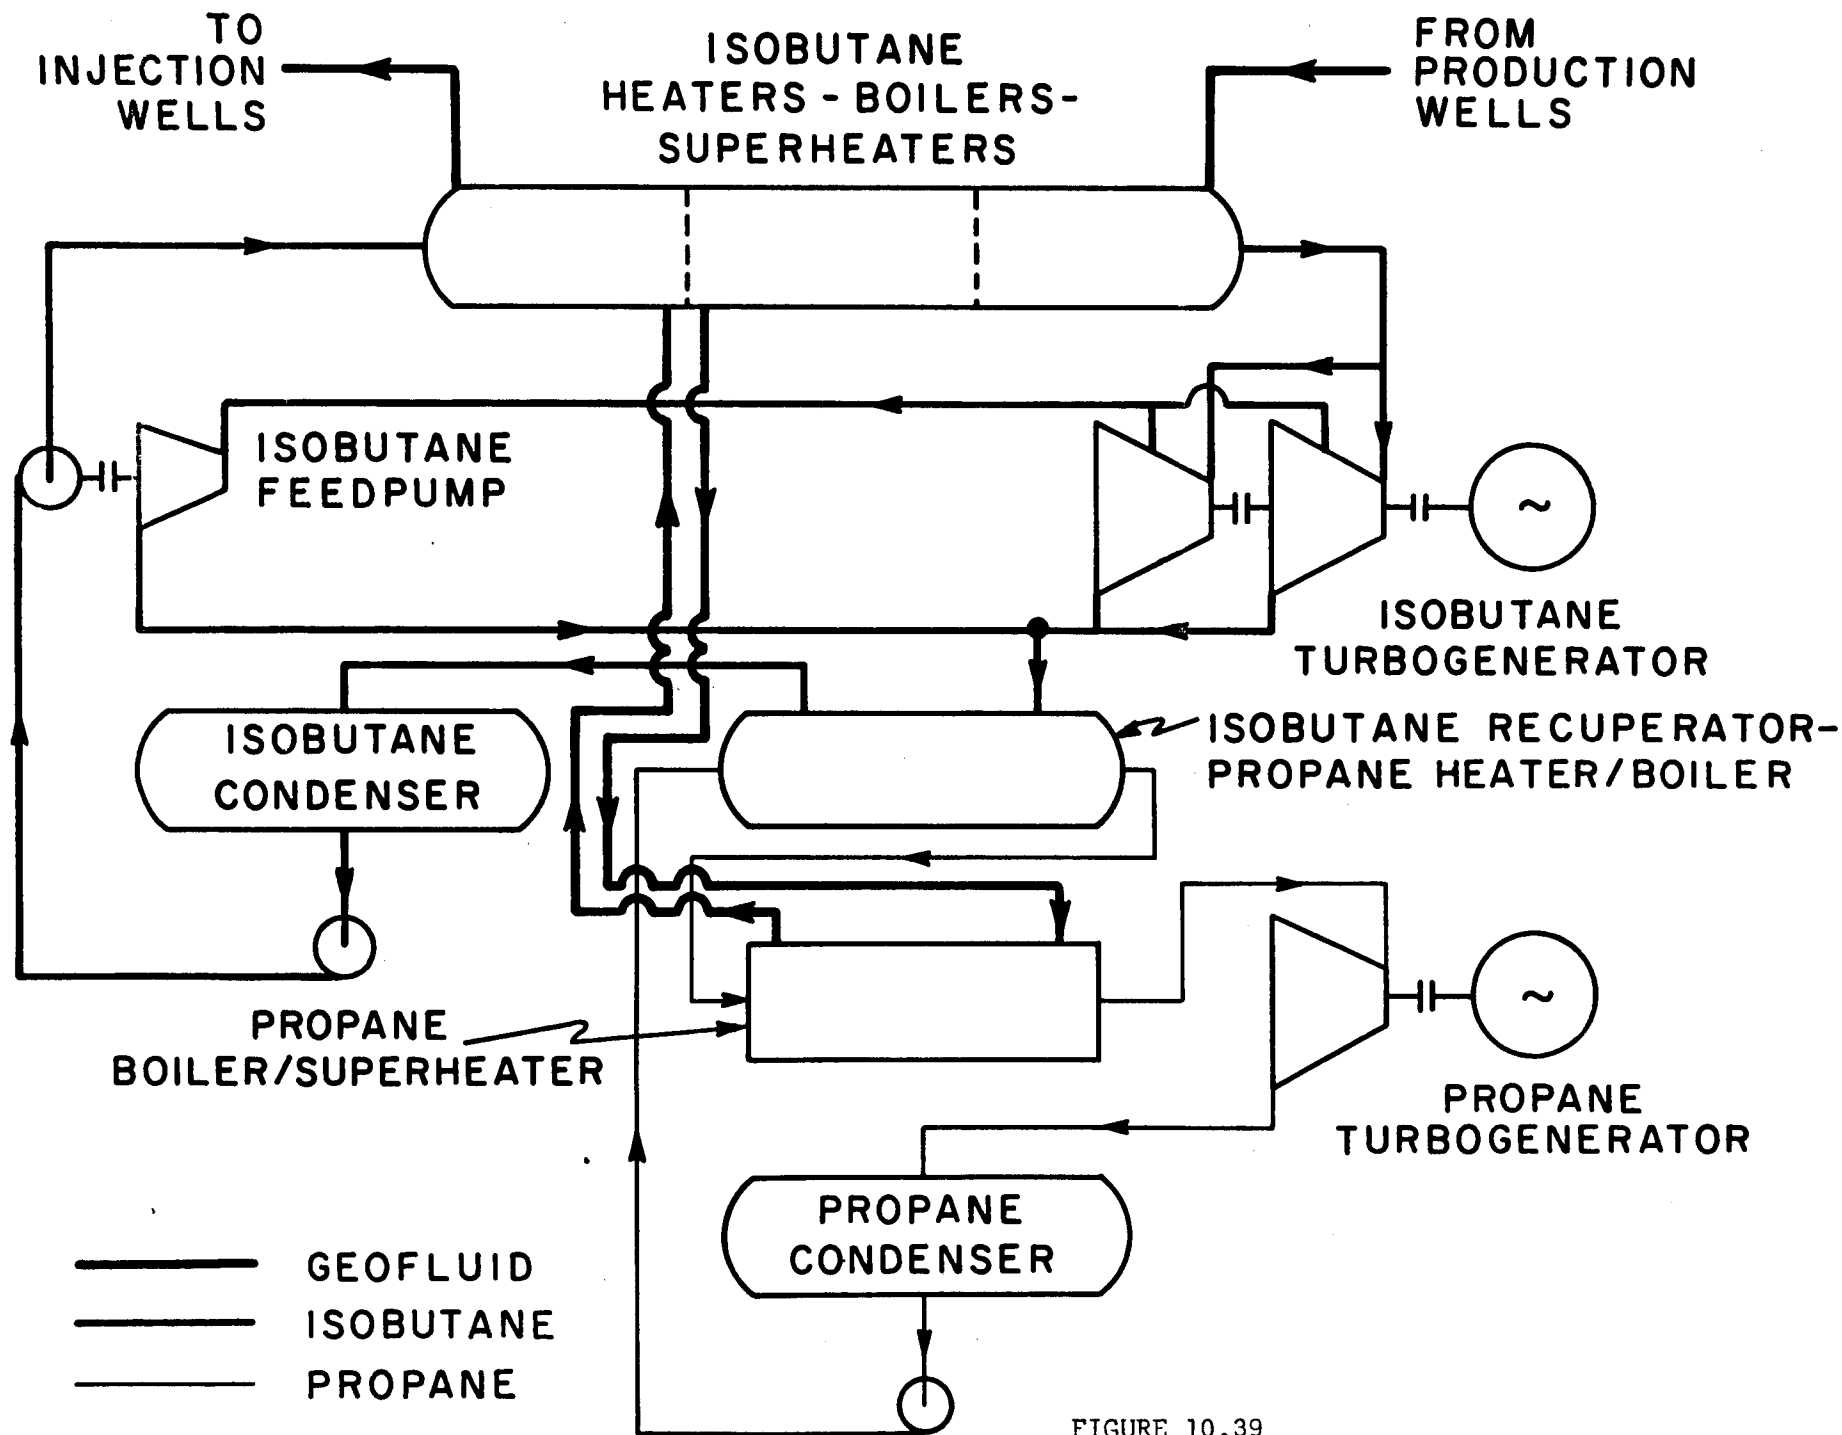 TO
INJECTION
WELLS
ISOBUTANE
HEATERS - BOILERS-
SUPERHEATERS
FROM
PRODUCTION
WELLS
ISOBUTANE
FEEDPUMP
~
ISOBUTANE
TURBOGENERATOR
ISOBUTANE
CONDENSER
ISOBUTANE RECUPERATOR-
PROPANE HEATER/BOILER
PROPANE
BOILER/SUPERHEATER
~
PROPANE
TURBOGENERATOR
PROPANE
CONDENSER
GEOFLUID
ISOBUTANE
PROPANE
FIGURE 10.39